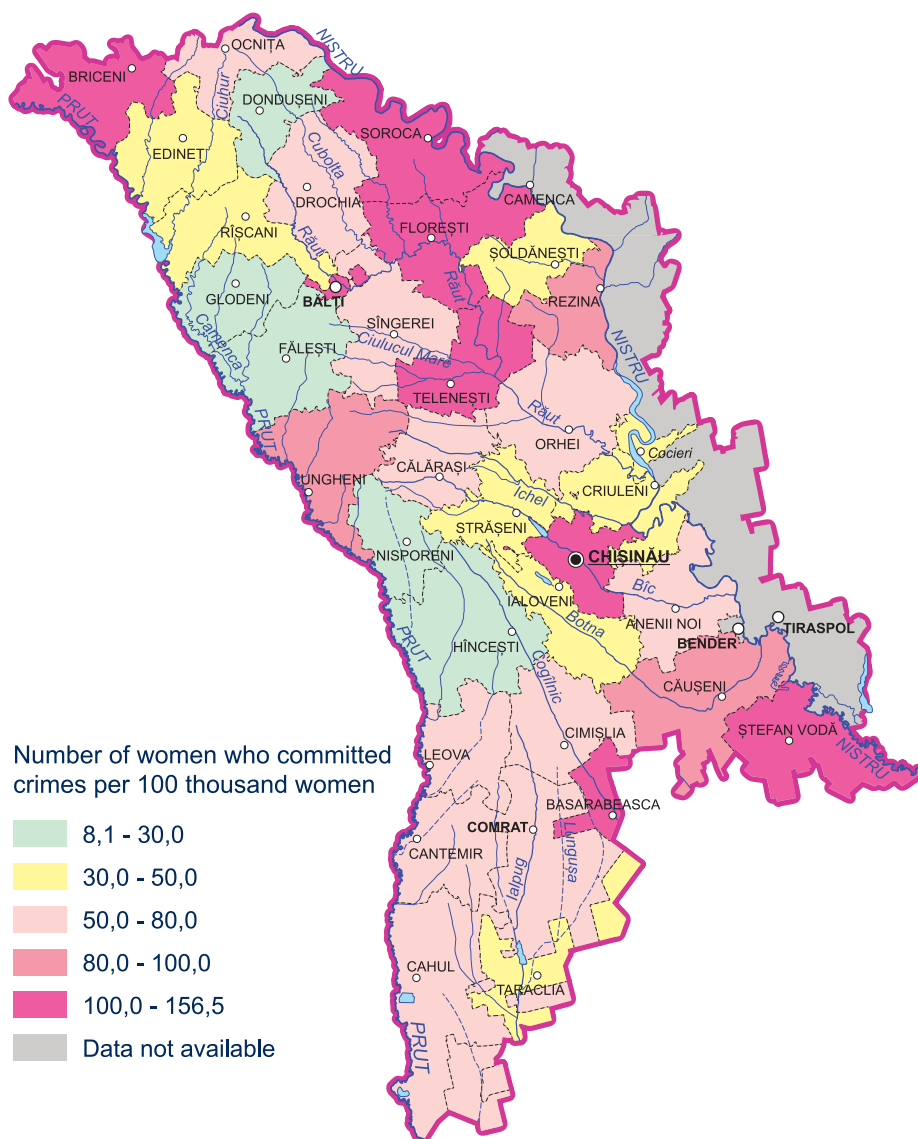 OCNIȚA
NISTRU
BRICENI
Ciuhur
DONDUȘENI
PRUT
SOROCA
EDINEȚ
Cubolta
CAMENCA
DROCHIA
RÎȘCANI
FLOREȘTI
ȘOLDĂNEȘTI
Răut
Răut
GLODENI
BĂLȚI
REZINA
SÎNGEREI
Camenca
FĂLEȘTI
Ciulucul Mare
NISTRU
TELENEȘTI
PRUT
Răut
ORHEI
Cocieri
CĂLĂRAȘI
UNGHENI
Ichel
CRIULENI
STRĂȘENI
NISPORENI
CHIȘINĂU
Bîc
IALOVENI
PRUT
Botna
ANENII NOI
TIRASPOL
BENDER
HÎNCEȘTI
Cogîlnic
CĂUȘENI
ȘTEFAN VODĂ
NISTRU
CIMIȘLIA
LEOVA
BASARABEASCA
COMRAT
Lungușa
CANTEMIR
Ialpug
CAHUL
TARACLIA
PRUT
Number of women who committed
crimes per 100 thousand women
8,1 - 30,0
30,0 - 50,0
50,0 - 80,0
80,0 - 100,0
100,0 - 156,5
Data not available